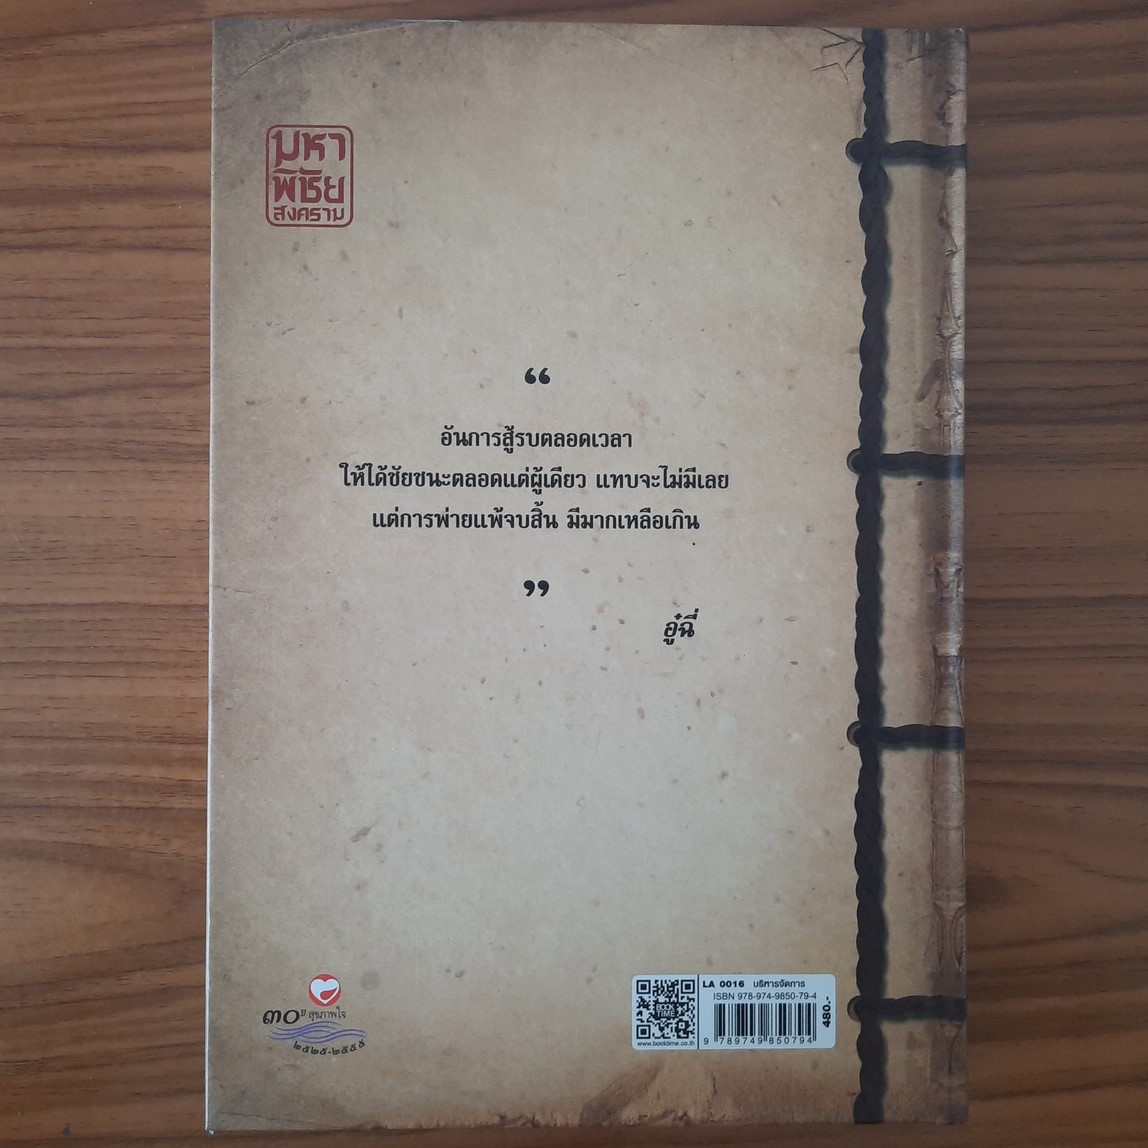 มหา
พิชัย
สงคราม
“
อันการสู้รบตลอดเวลา
ให้ได้ชัยชนะตลอดแต่ผู้เดียว แทบจะไม่มีเลย
แต่การพ่ายแพ้จบสิ้น มีมากเหลือเกิน
”
อู๋ฉี่
๓๐ปี สุขภาพใจ
๒๕๒๕-๒๕๕๕
BOOK
TIME
www.booktime.co.th
LA 0016 บริหารจัดการ
ISBN 978-974-9850-79-4
9 789749 850794
480.-